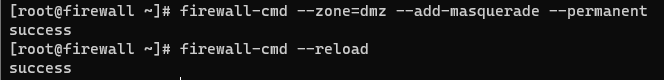 [root@firewall ~]# firewall-cmd --zone=dmz --add-masquerade --permanent
success
[root@firewall ~]# firewall-cmd --reload
success